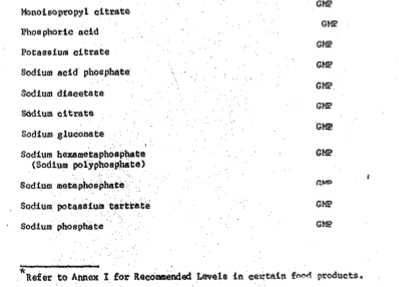 Monoisopropyl citrate GMP
Phosphoric acid GMP
Potassium citrate GMP
Sodium acid phosphate GMP
Sodium diacetate GMP
Sodium citrate GMP
Sodium gluconate GMP
Sodium hexametaphosphate GMP
(Sodium polyphosphate)
Sodium metaphosphate GMP
Sodium potassium tartrate GMP
Sodium phosphate GMP
*Refer to Annex I for Recommended Levels in certain food products.